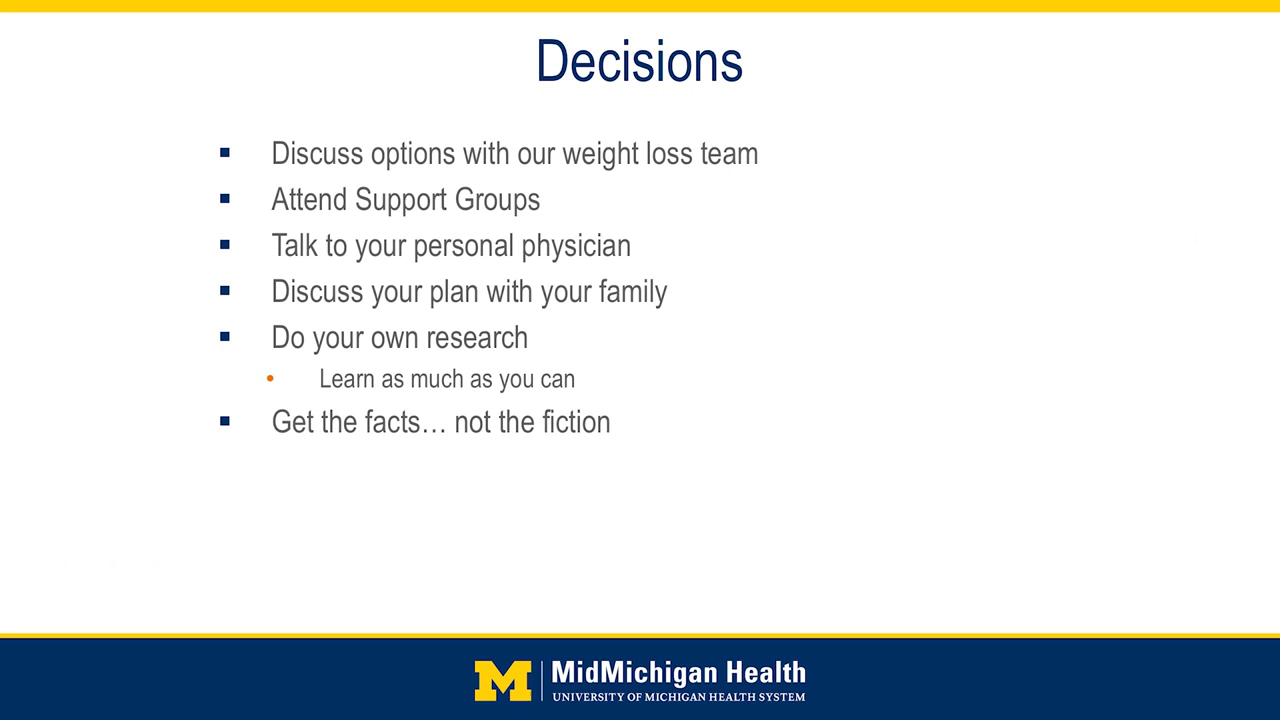 Decisions
Discuss options with our weight loss team
Attend Support Groups
Talk to your personal physician
Discuss your plan with your family
Do your own research
Learn as much as you can
Get the facts… not the fiction
M MidMichigan Health
UNIVERSITY OF MICHIGAN HEALTH SYSTEM